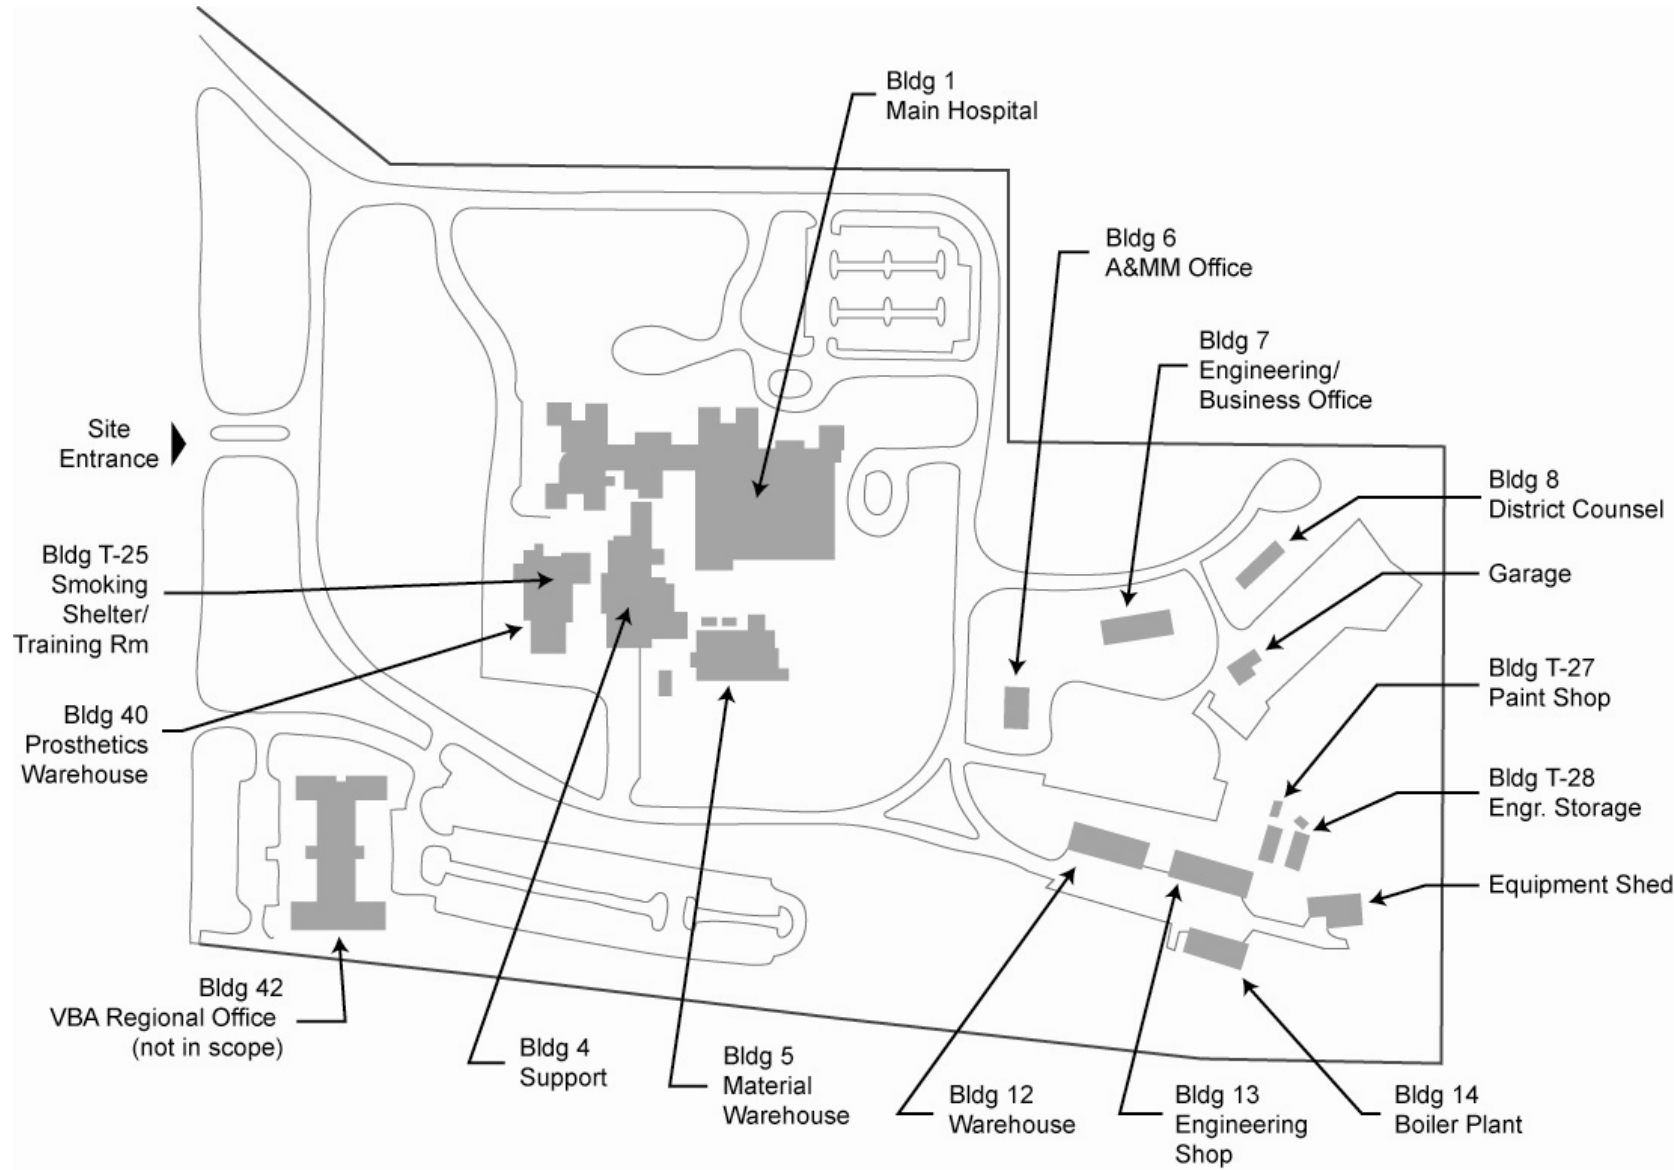 Bldg 1
Main Hospital
Bldg 6
A&MM Office
Bldg 7
Engineering/
Business Office
Site
Entrance
Bldg 8
District Counsel
Bldg T-25
Smoking
Shelter/
Training Rm
Garage
Bldg T-27
Paint Shop
Bldg 40
Prosthetics
Warehouse
Bldg T-28
Engr. Storage
Equipment Shed
Bldg 42
VBA Regional Office
(not in scope)
Bldg 4
Support
Bldg 5
Material
Warehouse
Bldg 12
Warehouse
Bldg 13
Engineering
Shop
Bldg 14
Boiler Plant